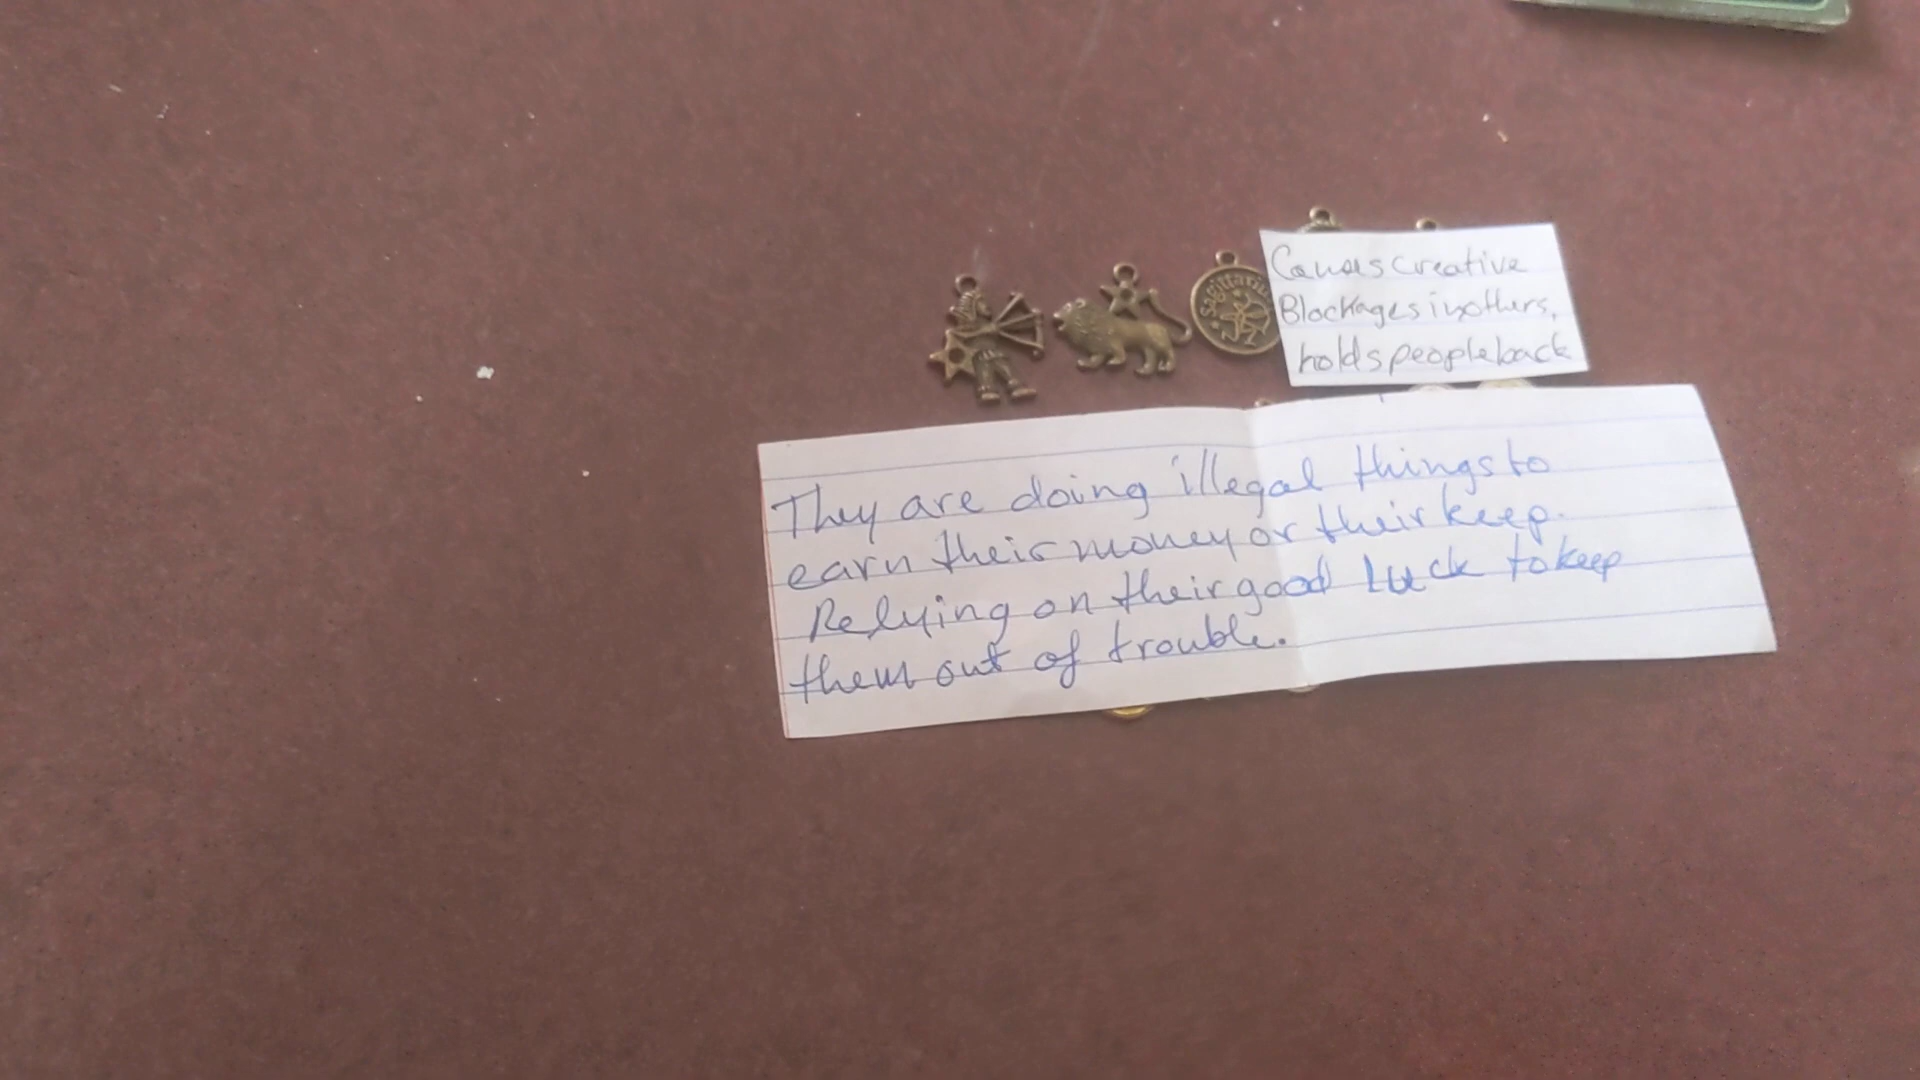 Sagittarius
Causes creative
Blockages in others,
holds people back
They are doing illegal things to
earn their money or their keep.
Relying on their good luck to keep
them out of trouble.